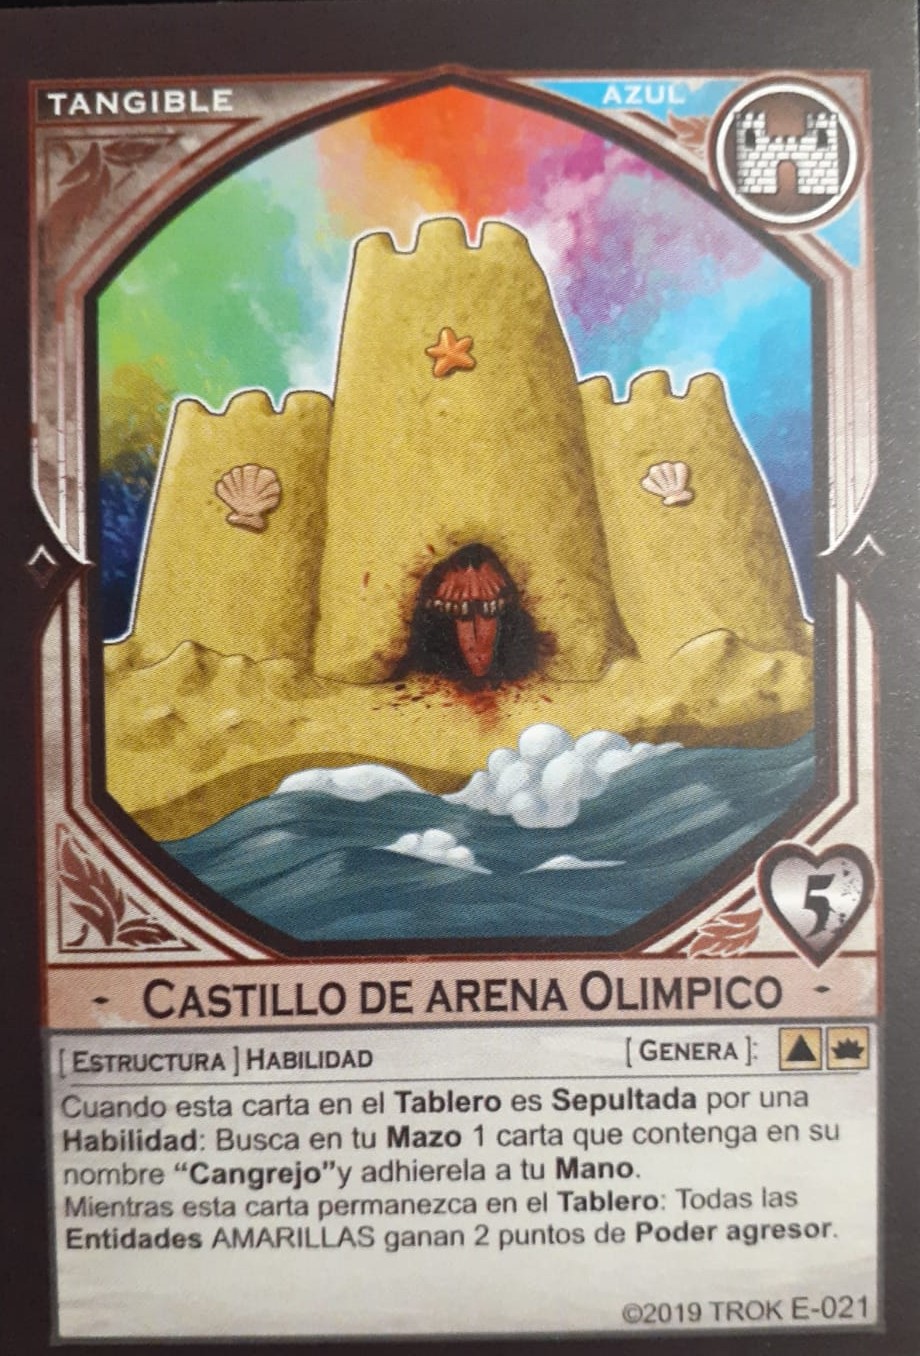 TANGIBLE
AZUL
5
- CASTILLO DE ARENA OLIMPICO -
[ ESTRUCTURA ] HABILIDAD [ GENERA ]:
Cuando esta carta en el Tablero es Sepultada por una
Habilidad: Busca en tu Mazo 1 carta que contenga en su
nombre “Cangrejo”y adhierela a tu Mano.
Mientras esta carta permanezca en el Tablero: Todas las
Entidades AMARILLAS ganan 2 puntos de Poder agresor.
©2019 TROK E-021